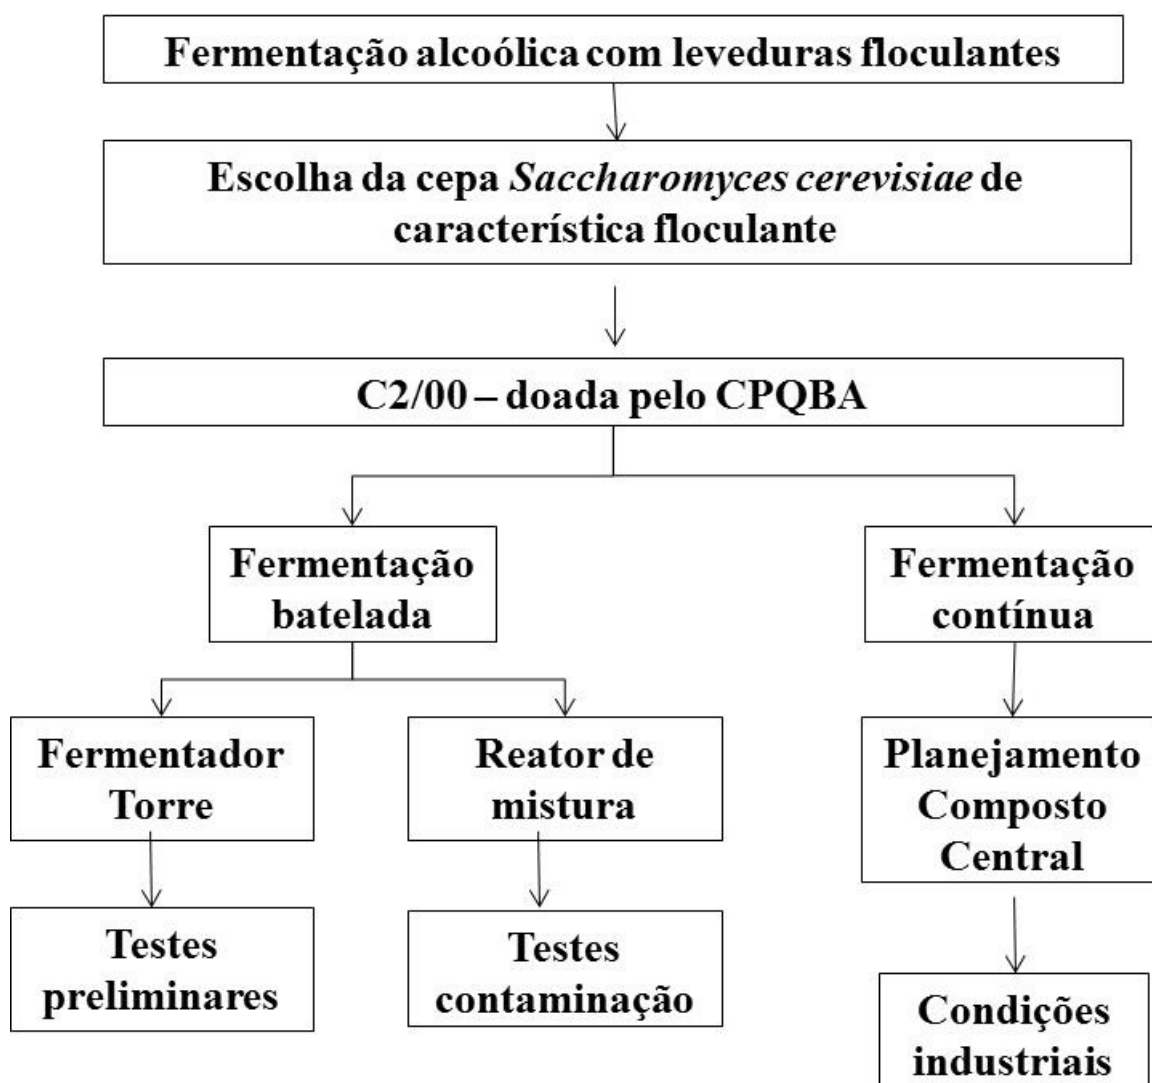 Fermentação alcoólica com leveduras floculantes
Escolha da cepa Saccharomyces cerevisiae de
característica floculante
C2/00 – doada pelo CPQBA
Fermentação
batelada
Fermentação
contínua
Fermentador
Torre
Reator de
mistura
Planejamento
Composto
Central
Testes
preliminares
Testes
contaminação
Condições
industriais